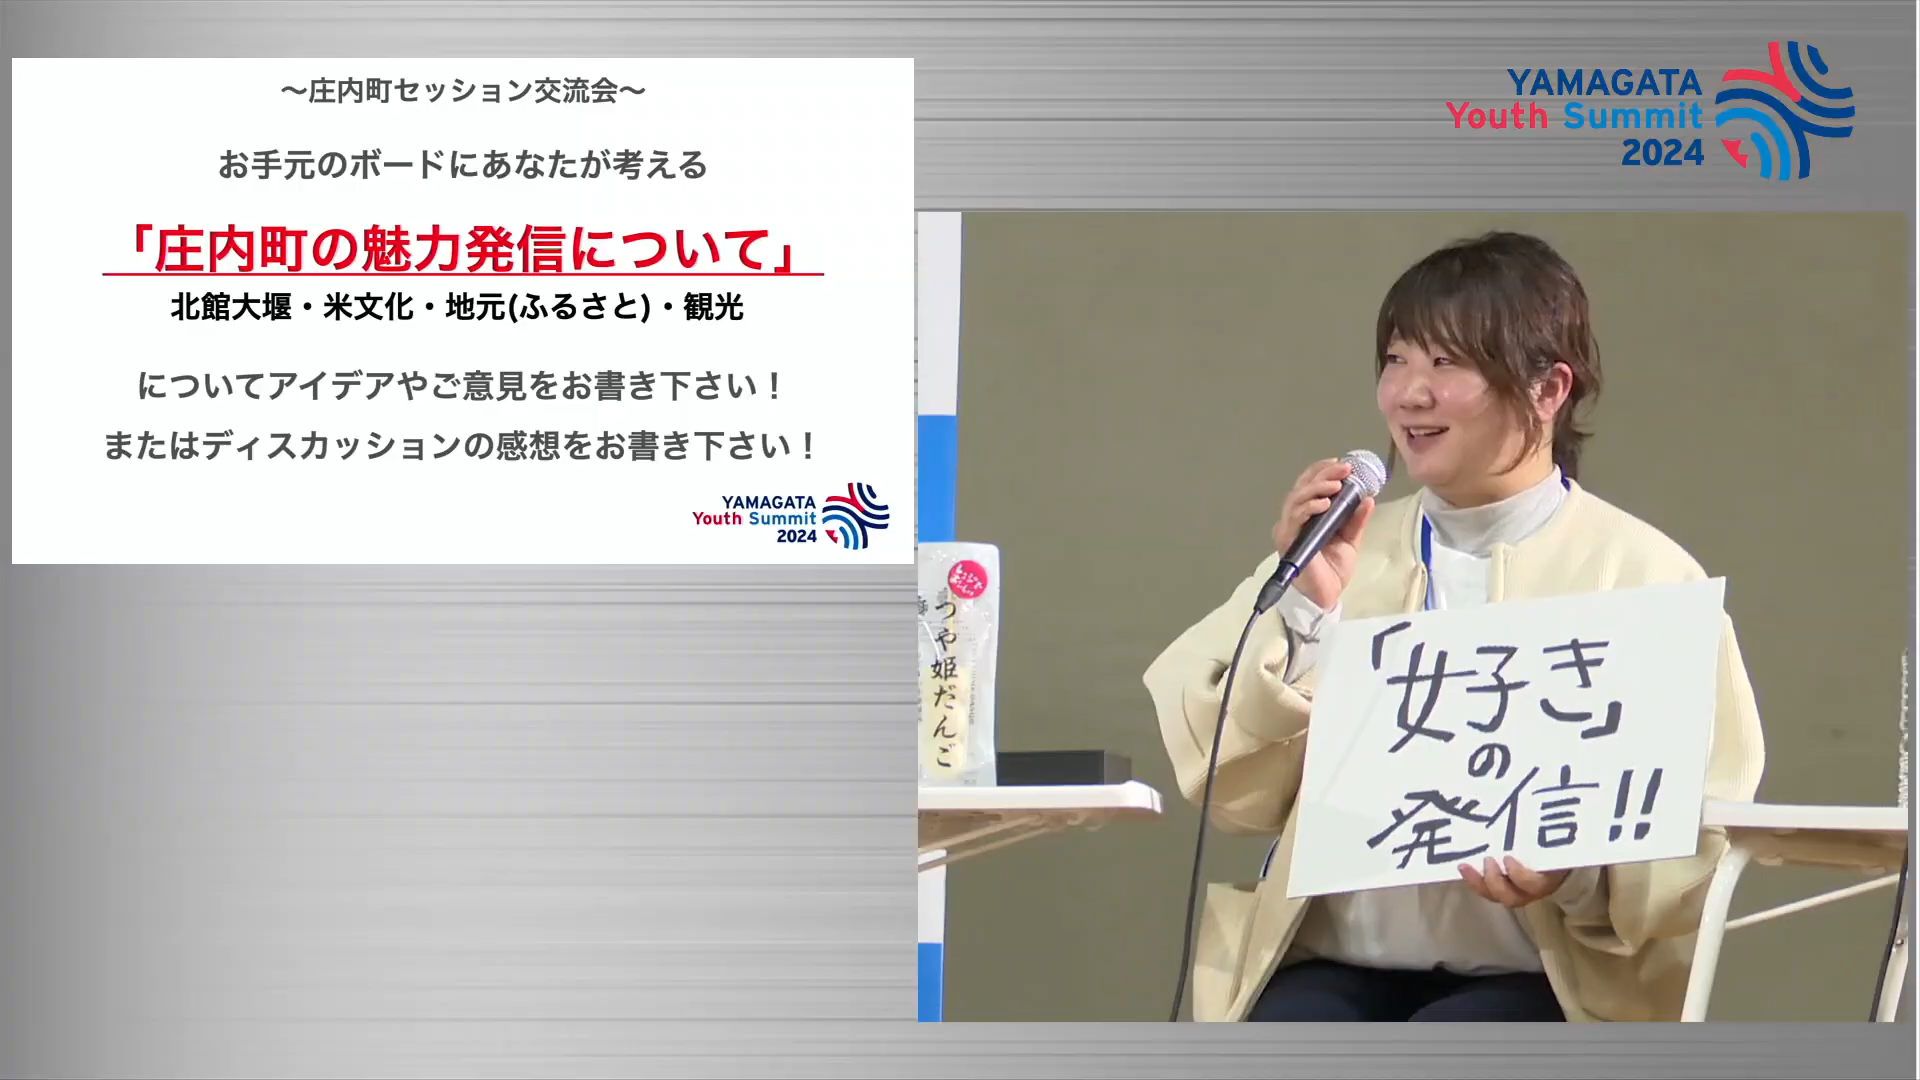 〜庄内町セッション交流会〜
お手元のボードにあなたが考える
「庄内町の魅力発信について」
北館大堰・米文化・地元(ふるさと)・観光
についてアイデアやご意見をお書き下さい！
またはディスカッションの感想をお書き下さい！
YAMAGATA
Youth Summit
2024
YAMAGATA
Youth Summit
2024
つや姫だんご
「好き」
の
発信!!